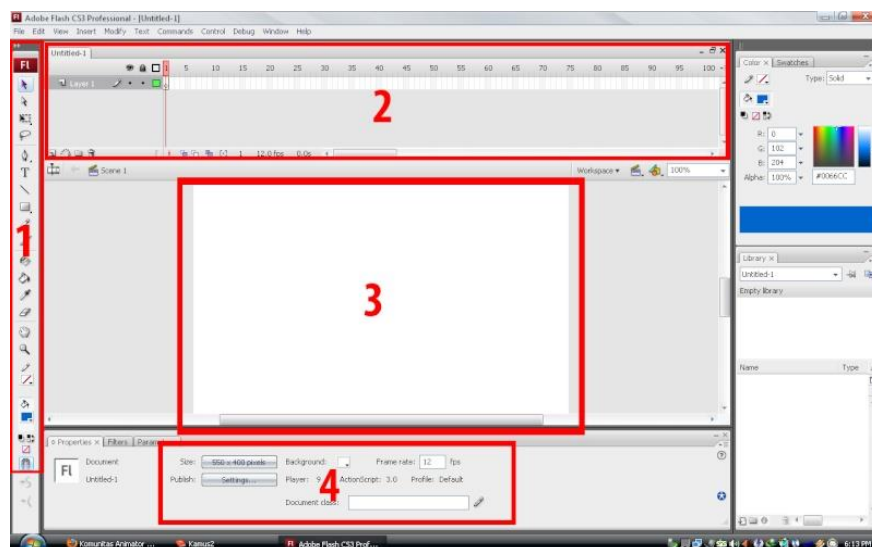 Adobe Flash CS3 Professional - [Untitled-1]
File Edit View Insert Modify Text Commands Control Debug Window Help
Untitled-1
5 10 15 20 25 30 35 40 45 50 55 60 65 70 75 80 85 90 95 100
Layer 1
2
1 12.0 fps 0.0s
Scene 1
Workspace
100%
Fl
T
1
3
Color Swatches
Type: Solid
R: 0
G: 102
B: 204
Alpha: 100%
#0066CC
Library
Untitled-1
Empty library
Name Type
Properties Filters
Fl
Document
Untitled-1
Size: 550 x 400 pixels Background: Frame rate: 12 fps
Publish: Settings... Player: 9 ActionScript: 3.0 Profile: Default
Document class:
4
Komunitas Animator ...
Kamus2
Adobe Flash CS3 Prof...
6:13 PM